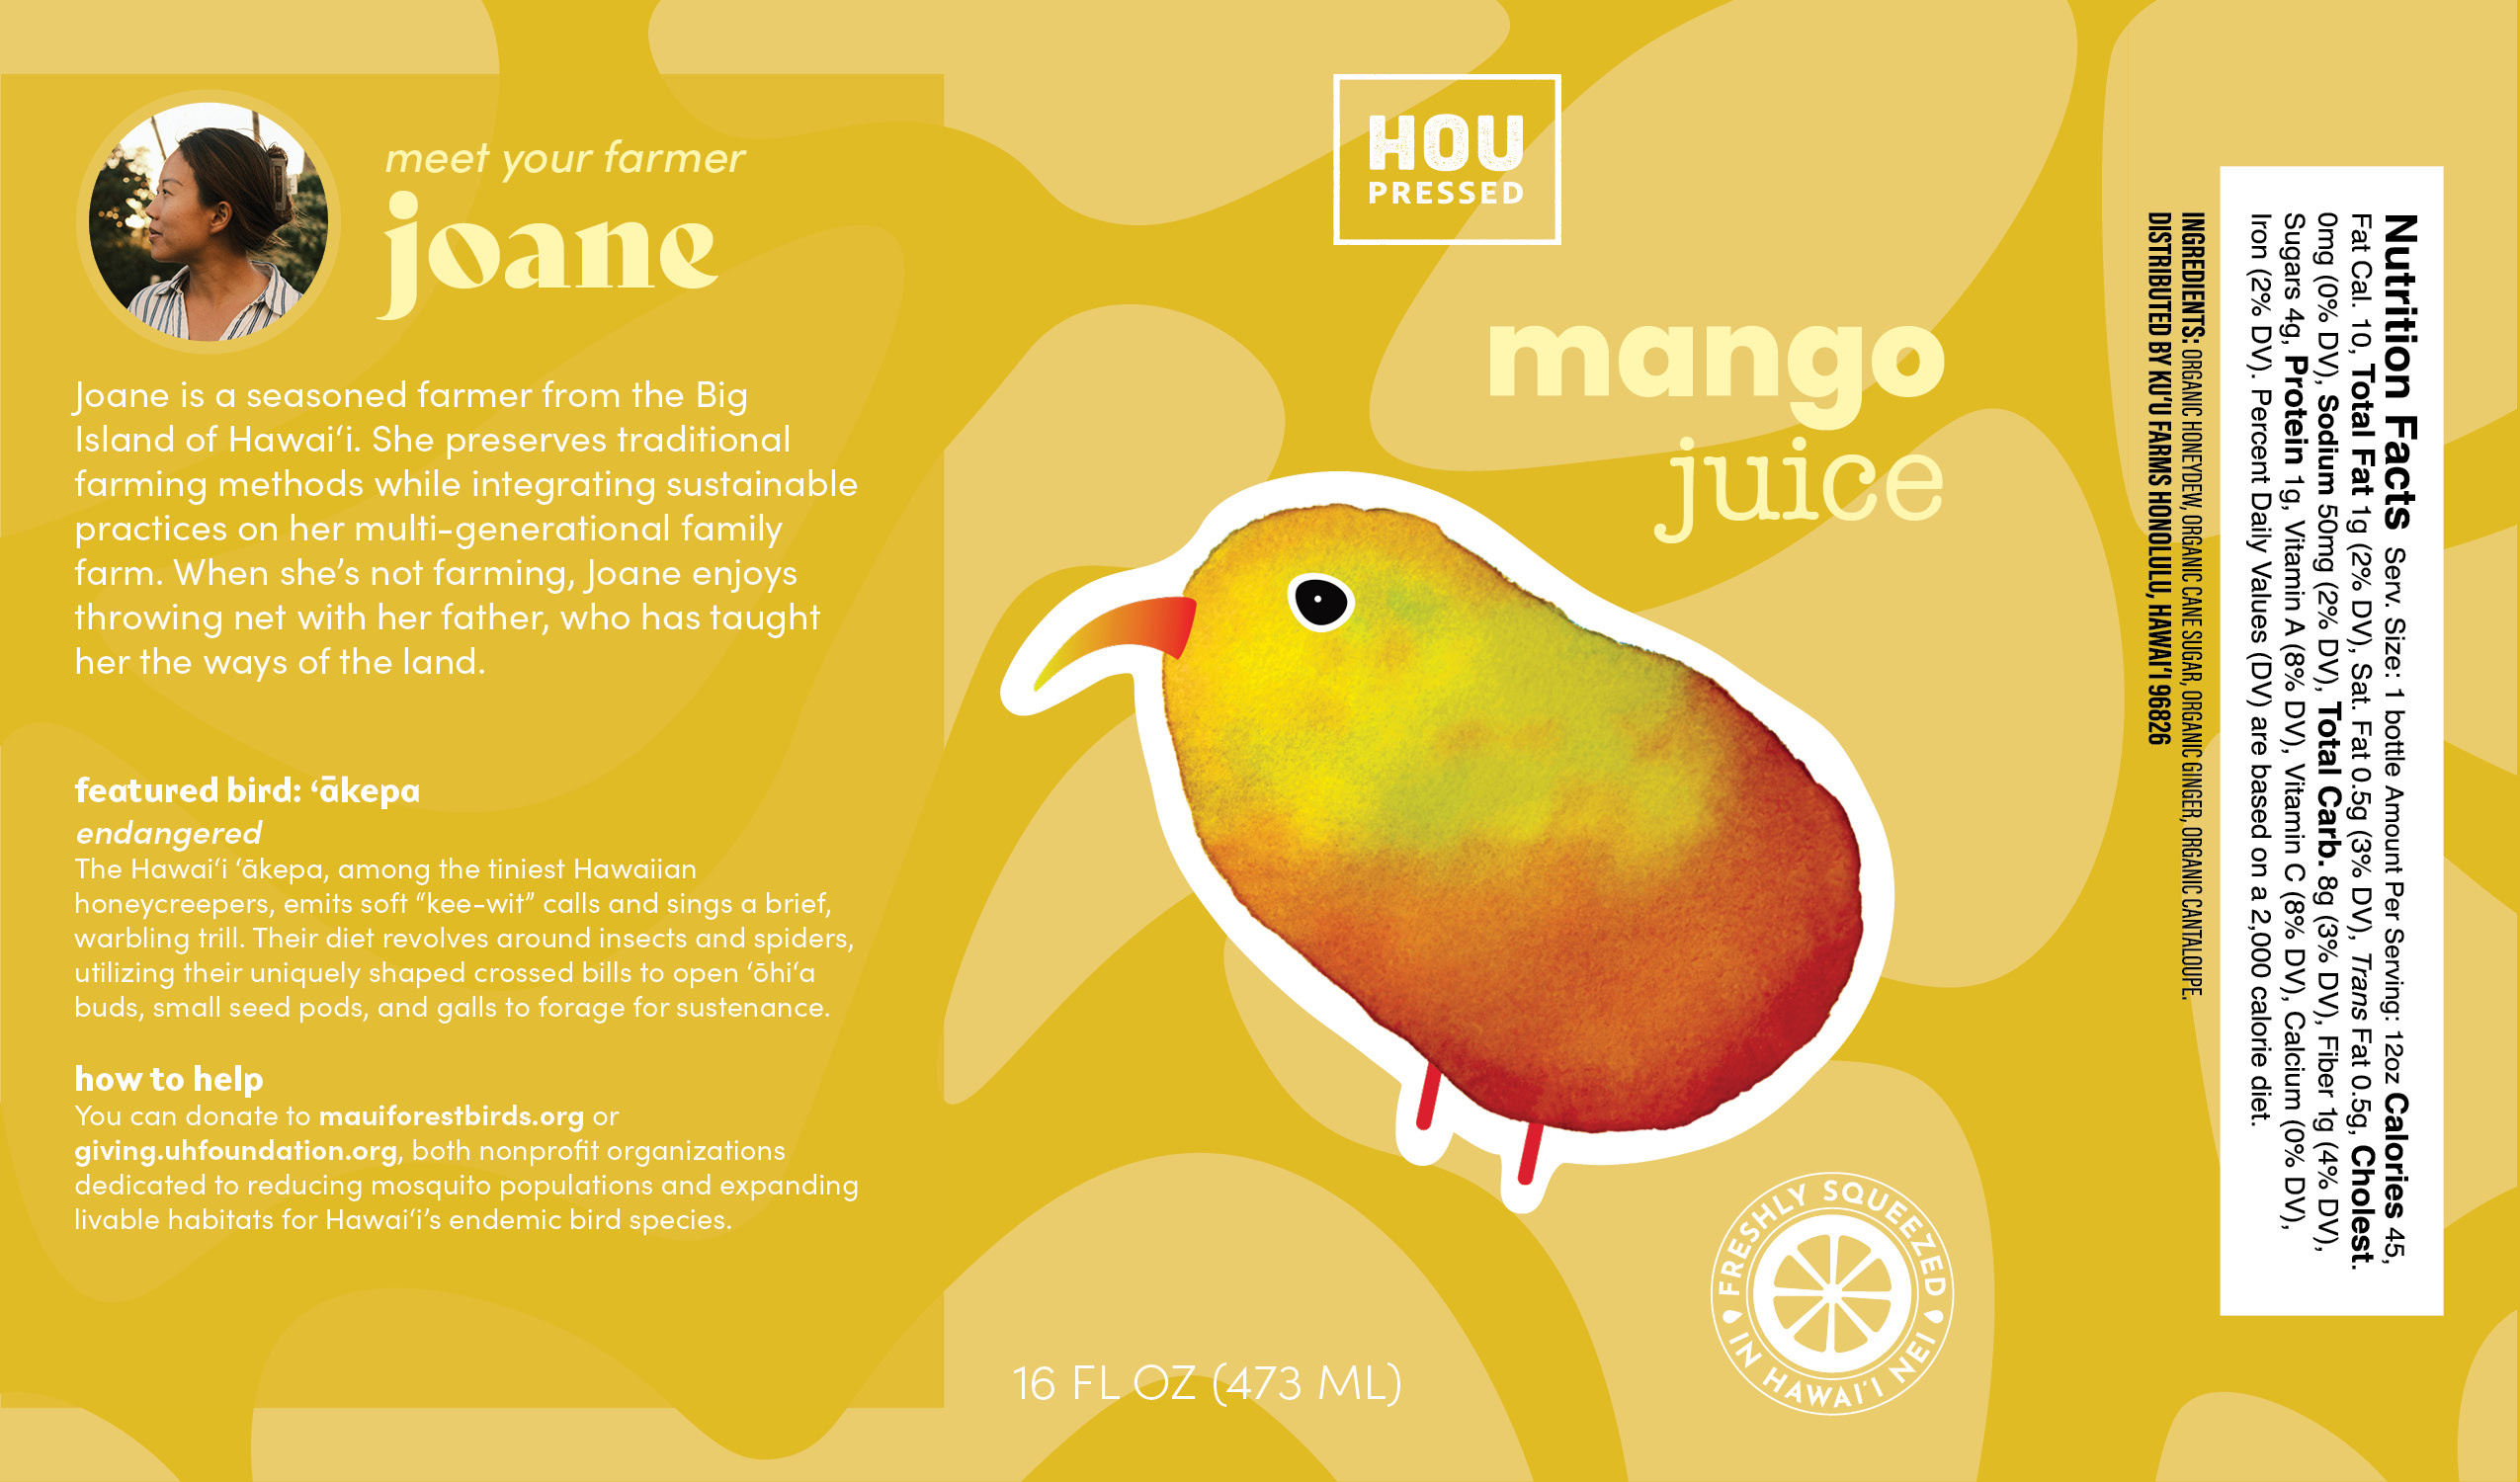 meet your farmer
joane
Joane is a seasoned farmer from the Big
Island of Hawaiʻi. She preserves traditional
farming methods while integrating sustainable
practices on her multi-generational family
farm. When she’s not farming, Joane enjoys
throwing net with her father, who has taught
her the ways of the land.
featured bird: ʻākepa
endangered
The Hawaiʻi ʻākepa, among the tiniest Hawaiian
honeycreepers, emits soft “kee-wit” calls and sings a brief,
warbling trill. Their diet revolves around insects and spiders,
utilizing their uniquely shaped crossed bills to open ʻōhiʻa
buds, small seed pods, and galls to forage for sustenance.
how to help
You can donate to mauiforestbirds.org or
giving.uhfoundation.org, both nonprofit organizations
dedicated to reducing mosquito populations and expanding
livable habitats for Hawaiʻi’s endemic bird species.
HOU
PRESSED
mango
juice
16 FL OZ (473 ML)
FRESHLY SQUEEZED
IN HAWAI'I NEI
Nutrition Facts Serv. Size: 1 bottle Amount Per Serving: 12oz Calories 45,
Fat Cal. 10, Total Fat 1g (2% DV), Sat. Fat 0.5g (3% DV), Trans Fat 0.5g, Cholest.
0mg (0% DV), Sodium 50mg (2% DV), Total Carb. 8g (3% DV), Fiber 1g (4% DV),
Sugars 4g, Protein 1g, Vitamin A (8% DV), Vitamin C (8% DV), Calcium (0% DV),
Iron (2% DV). Percent Daily Values (DV) are based on a 2,000 calorie diet.
INGREDIENTS: ORGANIC HONEYDEW, ORGANIC CANE SUGAR, ORGANIC GINGER, ORGANIC CANTALOUPE.
DISTRIBUTED BY KU'U FARMS HONOLULU, HAWAI'I 96826